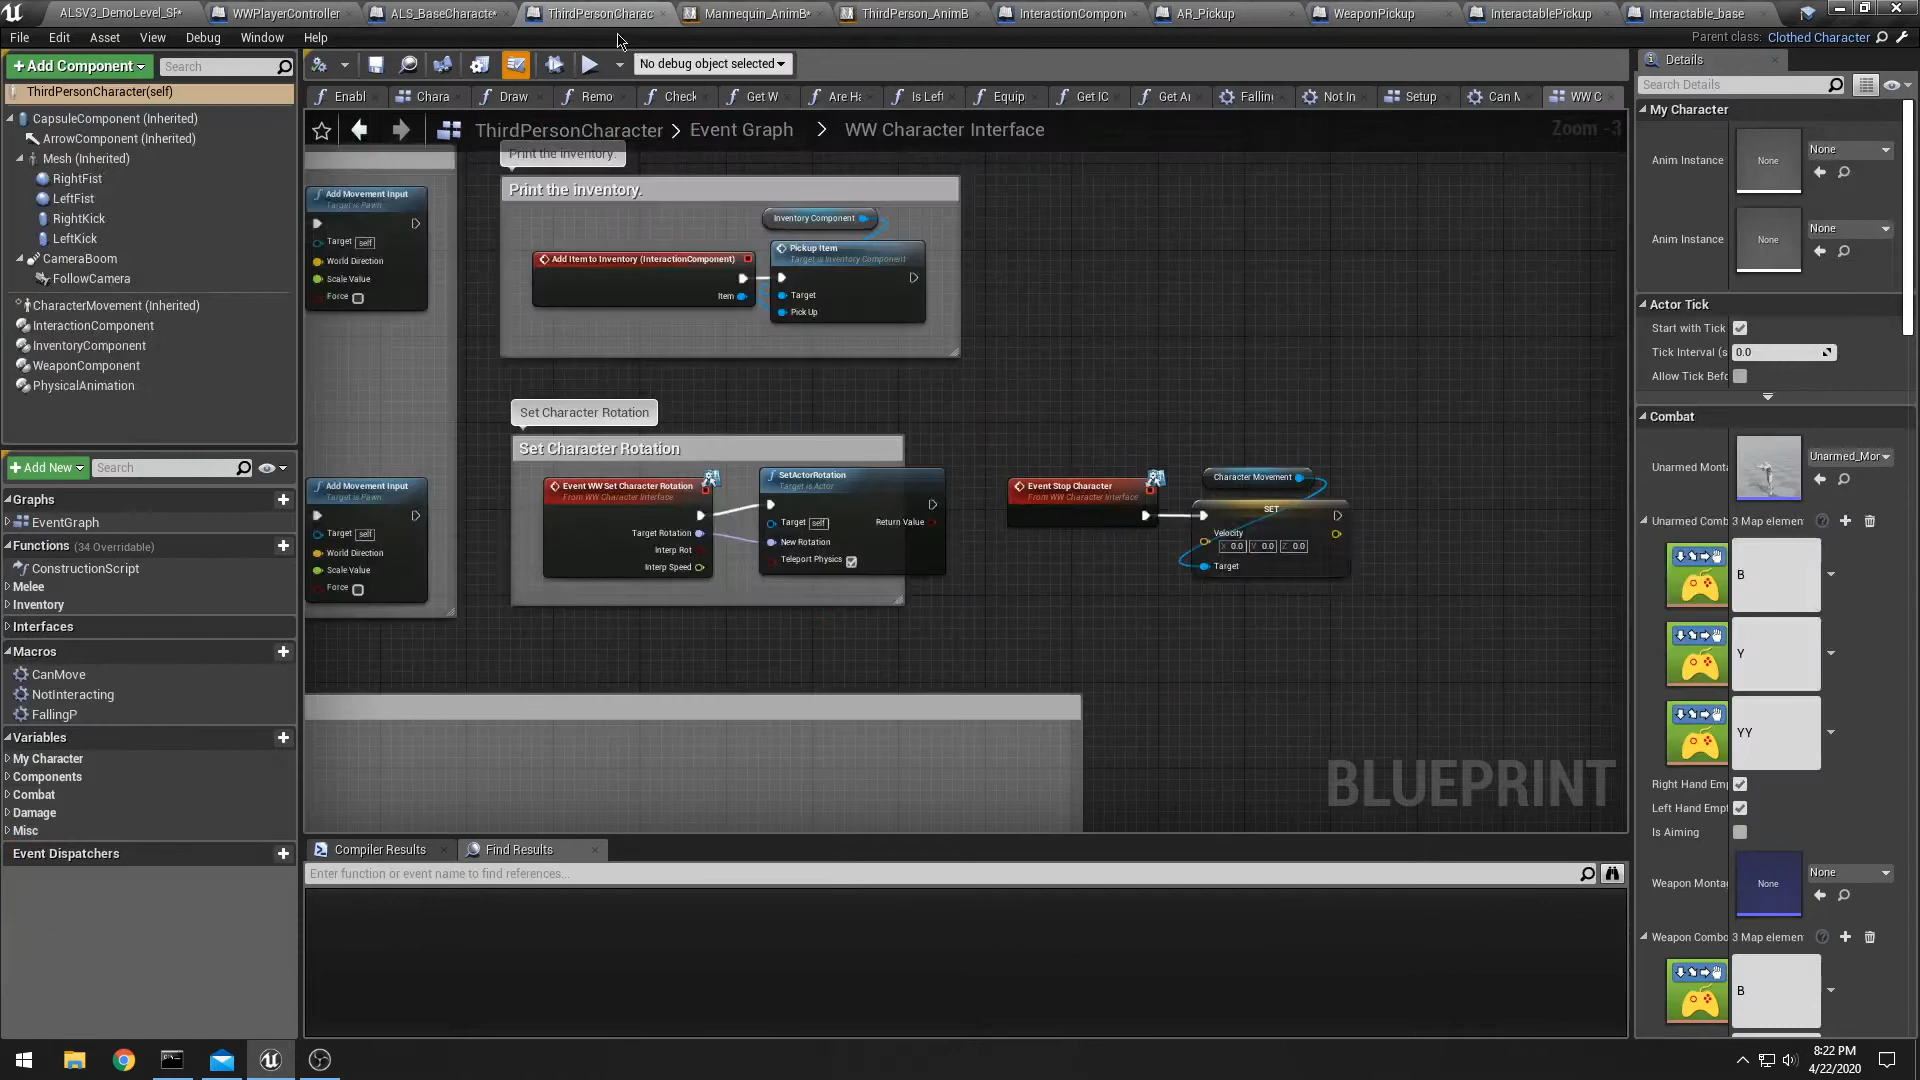 ALSV3_DemoLevel_SP*
WWPlayerController
ALS_BaseCharacte*
ThirdPersonCharac
Mannequin_AnimB*
ThirdPerson_AnimB
InteractionCompon
AR_Pickup
WeaponPickup
InteractablePickup
Interactable_base
File Edit Asset View Debug Window Help
Parent class: Clothed Character
Add Component
Search
No debug object selected
Details
ThirdPersonCharacter(self)
Search Details
Enabl
Chara
Draw
Remo
Check
Get W
Are Ha
Is Left
Equip
Get IC
Get Ar
Falling
Not In
Setup
Can M
WW C
My Character
CapsuleComponent (Inherited)
ArrowComponent (Inherited)
Mesh (Inherited)
RightFist
LeftFist
RightKick
LeftKick
CameraBoom
FollowCamera
CharacterMovement (Inherited)
InteractionComponent
InventoryComponent
WeaponComponent
PhysicalAnimation
ThirdPersonCharacter > Event Graph > WW Character Interface
Zoom -3
Print the inventory.
Print the inventory.
Add Movement Input
Target is Pawn
Target self
World Direction
Scale Value
Force
Inventory Component
Add Item to Inventory (InteractionComponent)
Item
Pickup Item
Target is Inventory Component
Target
Pick Up
Set Character Rotation
Set Character Rotation
Add Movement Input
Target is Pawn
Target self
World Direction
Scale Value
Force
Event WW Set Character Rotation
From WW Character Interface
Target Rotation
Interp Rot
Interp Speed
SetActorRotation
Target is Actor
Target self
Return Value
New Rotation
Teleport Physics
Event Stop Character
From WW Character Interface
Character Movement
SET
Velocity
X 0.0 Y 0.0 Z 0.0
Target
BLUEPRINT
Add New
Search
Graphs
EventGraph
Functions (34 Overridable)
ConstructionScript
Melee
Inventory
Interfaces
Macros
CanMove
NotInteracting
FallingP
Variables
My Character
Components
Combat
Damage
Misc
Event Dispatchers
Compiler Results
Find Results
Enter function or event name to find references...
Anim Instance
None
None
Anim Instance
None
None
Actor Tick
Start with Tick
Tick Interval (s
0.0
Allow Tick Befo
Combat
Unarmed Monta
Unarmed_Mor
Unarmed Comb
3 Map elemen
B
Y
YY
Right Hand Emp
Left Hand Empt
Is Aiming
Weapon Montag
None
None
Weapon Combo
3 Map elemen
B
8:22 PM
4/22/2020